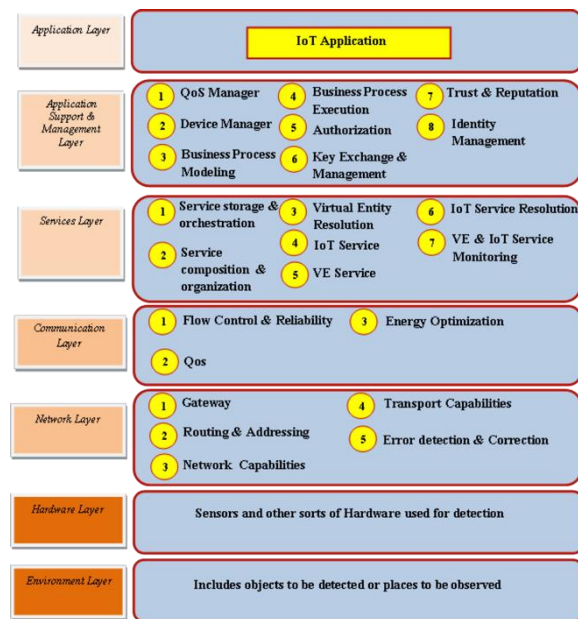 Application Layer
IoT Application
Application
Support &
Management
Layer
1 QoS Manager
2 Device Manager
3 Business Process
Modeling
4 Business Process
Execution
5 Authorization
6 Key Exchange &
Management
7 Trust & Reputation
8 Identity
Management
Services Layer
1 Service storage &
orchestration
2 Service
composition &
organization
3 Virtual Entity
Resolution
4 IoT Service
5 VE Service
6 IoT Service Resolution
7 VE & IoT Service
Monitoring
Communication
Layer
1 Flow Control & Reliability
2 Qos
3 Energy Optimization
Network Layer
1 Gateway
2 Routing & Addressing
3 Network Capabilities
4 Transport Capabilities
5 Error detection & Correction
Hardware Layer
Sensors and other sorts of Hardware used for detection
Environment Layer
Includes objects to be detected or places to be observed